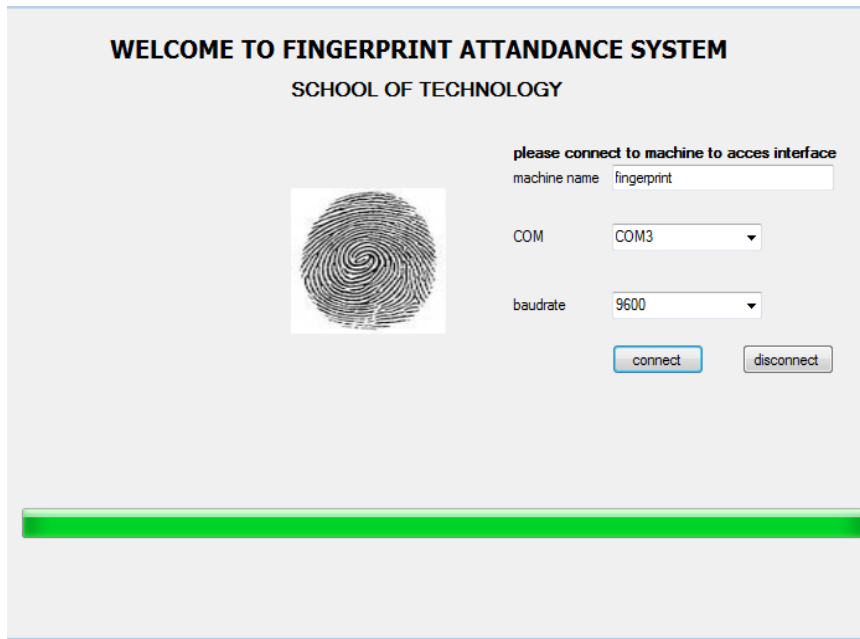 WELCOME TO FINGERPRINT ATTANDANCE SYSTEM
SCHOOL OF TECHNOLOGY
please connect to machine to acces interface
machine name fingerprint
COM COM3
baudrate 9600
connect disconnect